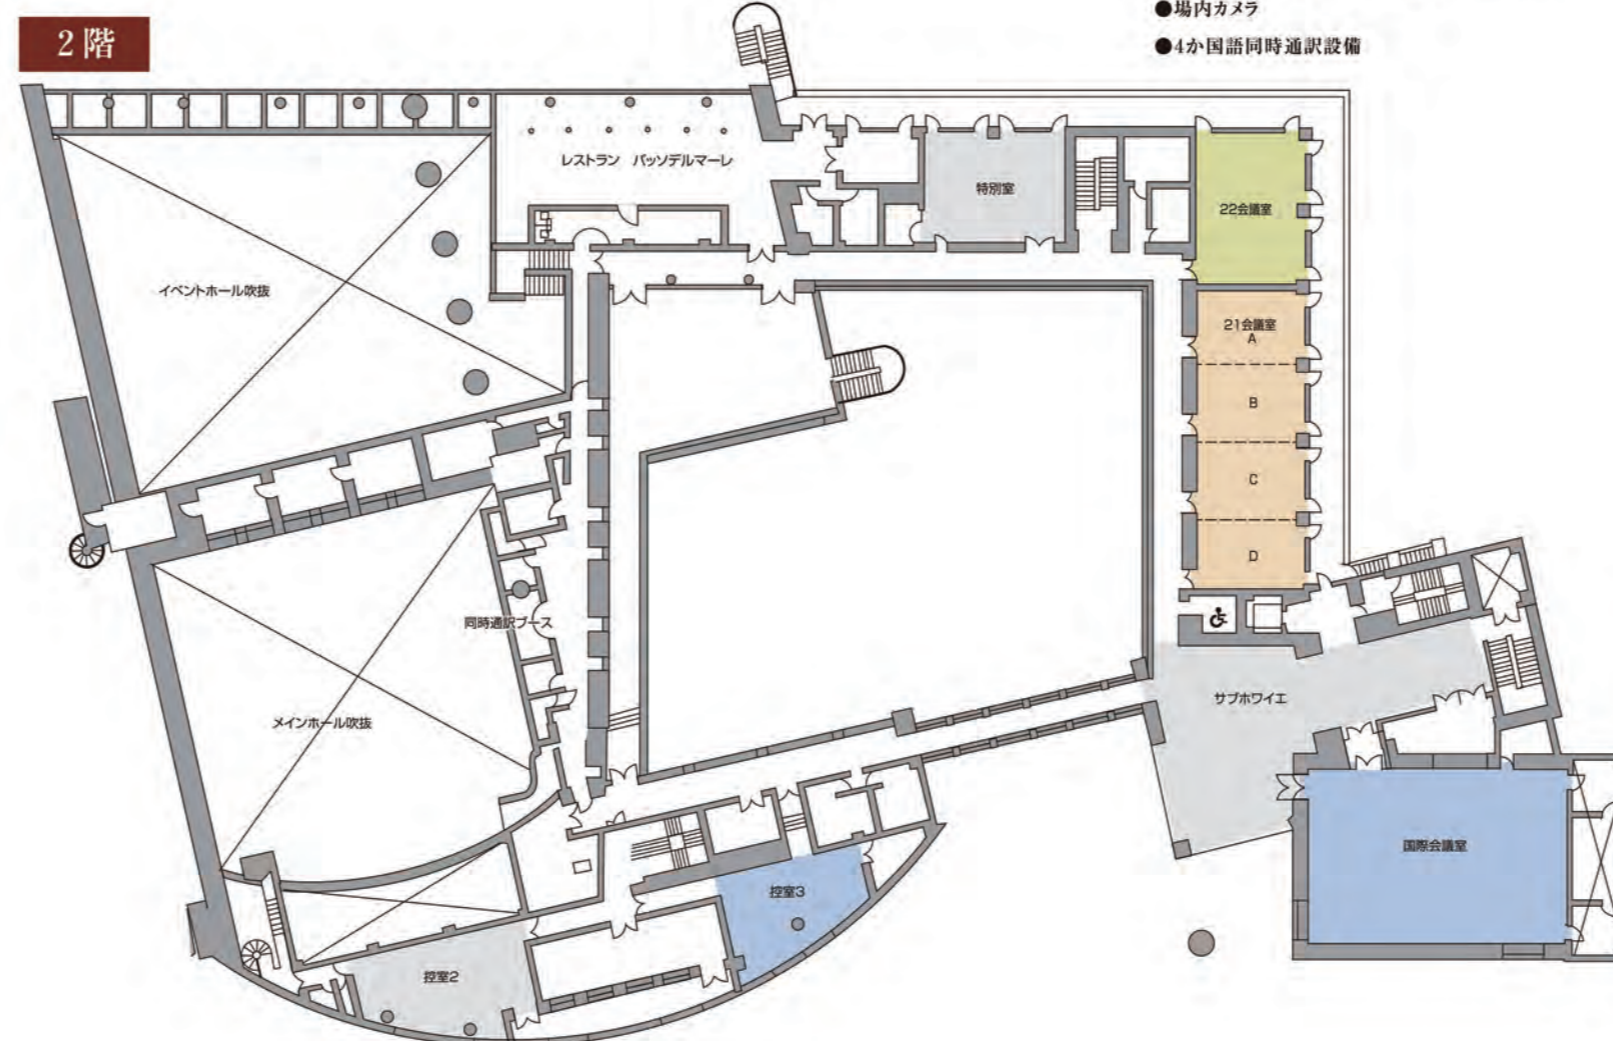 ●場内カメラ
●4か国語同時通訳設備
2階
レストラン バッソデルマーレ
特別室
22会議室
イベントホール吹抜
21会議室
A
B
C
D
同時通訳ブース
サブホワイエ
メインホール吹抜
国際会議室
控室3
控室2